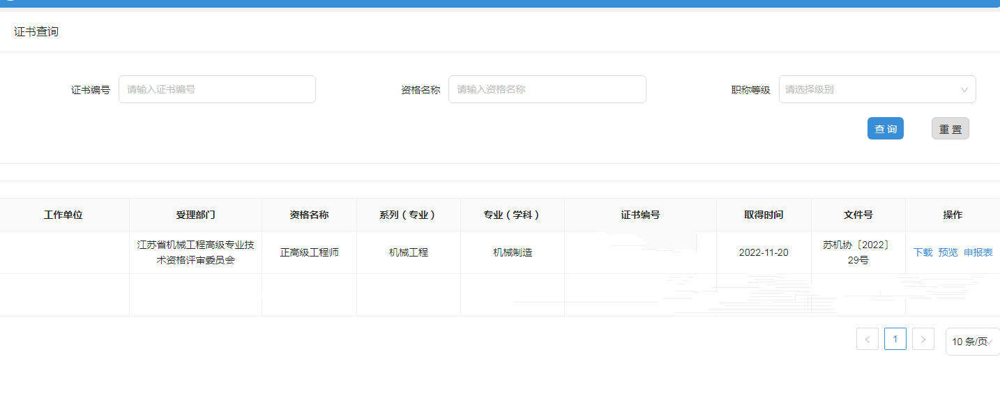 证书查询
证书编号 请输入证书编号 资格名称 请输入资格名称 职称等级 请选择级别
查 询 重 置
工作单位 受理部门 资格名称 系列（专业） 专业（学科） 证书编号 取得时间 文件号 操作
江苏省机械工程高级专业技
术资格评审委员会
正高级工程师 机械工程 机械制造 2022-11-20
苏机协〔2022〕
29号
下载 预览 申报表
< 1 > 10 条/页